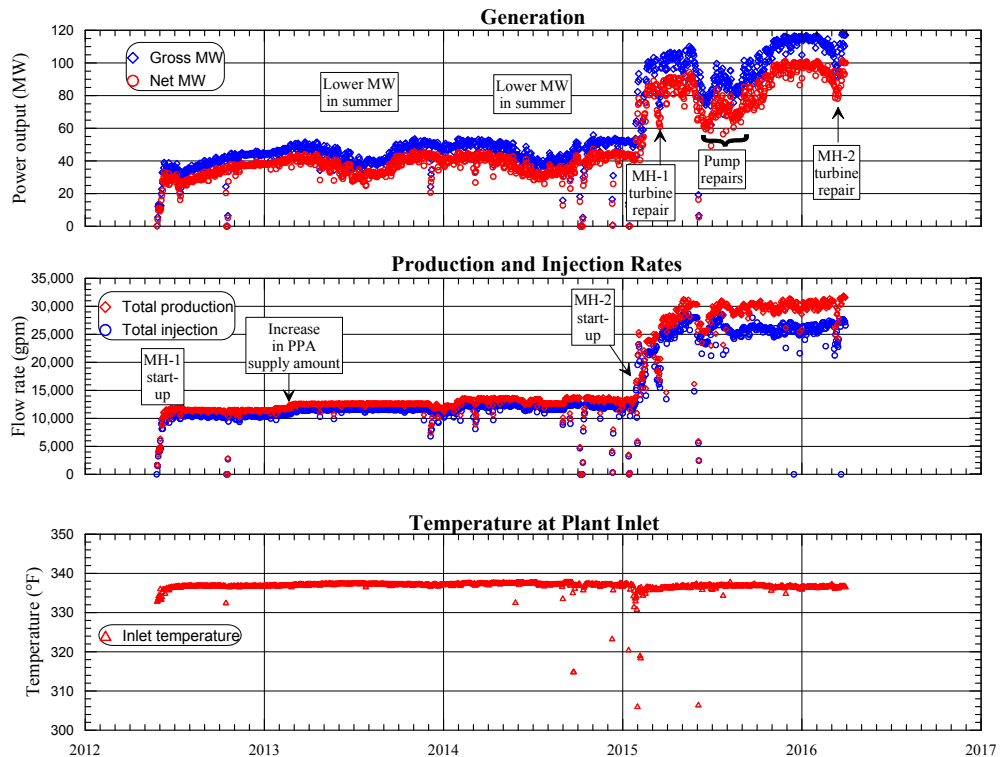 Generation
Power output (MW)
120
100
80
60
40
20
0
Gross MW
Net MW
Lower MW
in summer
Lower MW
in summer
MH-1
turbine
repair
Pump
repairs
MH-2
turbine
repair
Production and Injection Rates
Flow rate (gpm)
35,000
30,000
25,000
20,000
15,000
10,000
5,000
0
Total production
Total injection
MH-1
start-
up
Increase
in PPA
supply amount
MH-2
start-
up
Temperature at Plant Inlet
Temperature (°F)
350
340
330
320
310
300
Inlet temperature
2012
2013
2014
2015
2016
2017